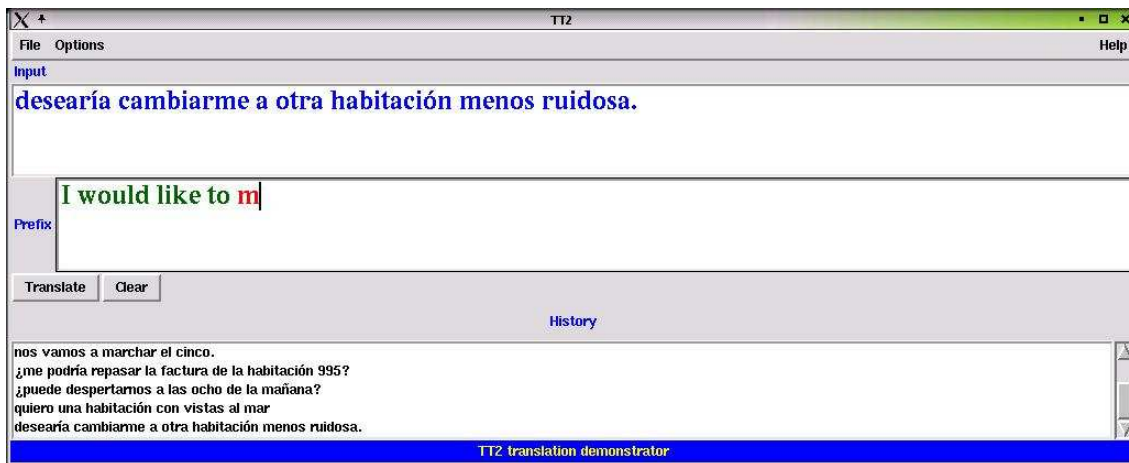 X TT2
File Options Help
Input
desearía cambiarme a otra habitación menos ruidosa.
I would like to m
Prefix
Translate Clear
History
nos vamos a marchar el cinco.
¿me podría repasar la factura de la habitación 995?
¿puede despertarnos a las ocho de la mañana?
quiero una habitación con vistas al mar
desearía cambiarme a otra habitación menos ruidosa.
TT2 translation demonstrator